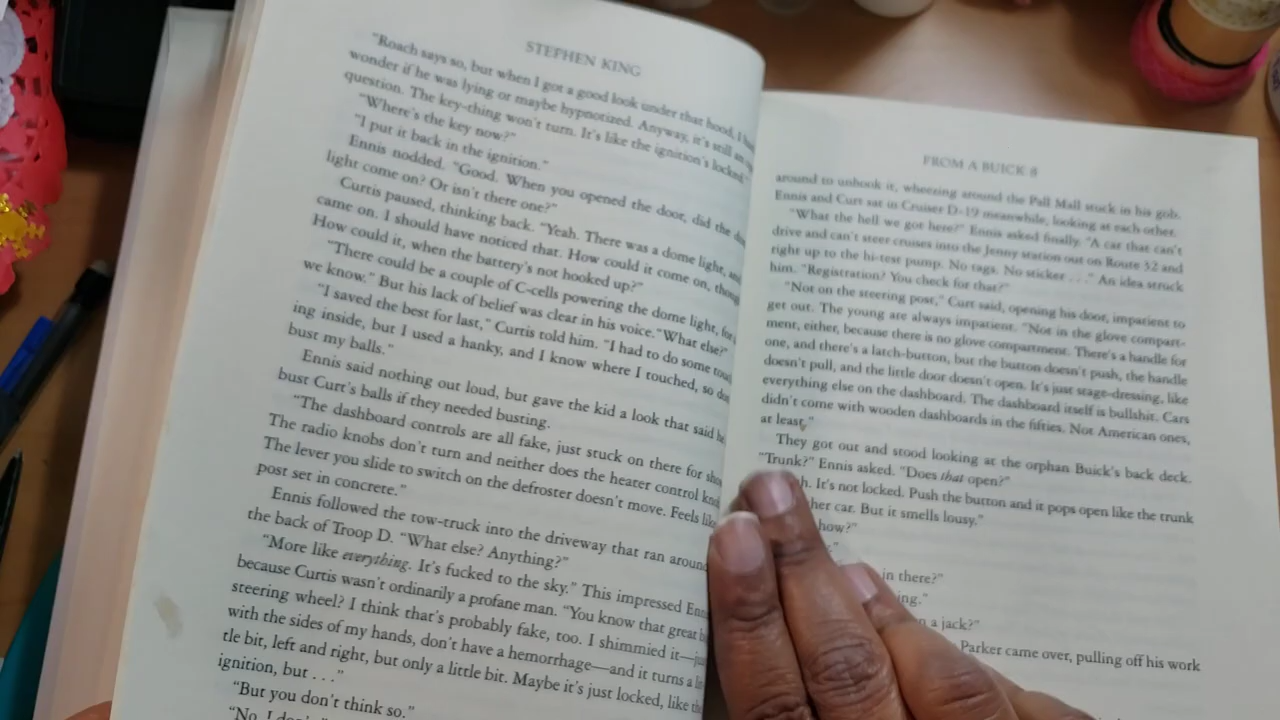 STEPHEN KING
"Roach says so, but when I got a good look under that hood, I
wonder if he was lying or maybe hypnotized. Anyway, it's still an
question. The key-thing won't turn. It's like the ignition's locked."
"Where's the key now?"
"I put it back in the ignition."
Ennis nodded. "Good. When you opened the door, did the
light come on? Or isn't there one?"
Curtis paused, thinking back. "Yeah. There was a dome light, and
came on. I should have noticed that. How could it come on, though
How could it, when the battery's not hooked up?"
"There could be a couple of C-cells powering the dome light, for
we know." But his lack of belief was clear in his voice. "What else?"
"I saved the best for last," Curtis told him. "I had to do some
ing inside, but I used a hanky, and I know where I touched, so
bust my balls."
Ennis said nothing out loud, but gave the kid a look that said
bust Curt's balls if they needed busting.
"The dashboard controls are all fake, just stuck on there for
The radio knobs don't turn and neither does the heater control
The lever you slide to switch on the defroster doesn't move. Feels
post set in concrete."
Ennis followed the tow-truck into the driveway that ran around
the back of Troop D. "What else? Anything?"
"More like everything. It's fucked to the sky." This impressed
because Curtis wasn't ordinarily a profane man. "You know that great
steering wheel? I think that's probably fake, too. I shimmied it—
with the sides of my hands, don't have a hemorrhage—and it turns a
tle bit, left and right, but only a little bit. Maybe it's just locked, like
ignition, but . . ."
"But you don't think so."
"No. I
FROM A BUICK 8
around to unhook it, wheezing around the Pall Mall stuck in his gob.
Ennis and Curt sat in Cruiser D-19 meanwhile, looking at each other.
"What the hell we got here?" Ennis asked finally. "A car that can't
drive and can't steer cruises into the Jenny station out on Route 32 and
right up to the hi-test pump. No tags. No sticker . . ." An idea struck
him. "Registration? You check for that?"
"Not on the steering post," Curt said, opening his door, impatient to
get out. The young are always impatient. "Not in the glove compart-
ment, either, because there is no glove compartment. There's a handle for
one, and there's a latch-button, but the button doesn't push, the handle
doesn't pull, and the little door doesn't open. It's just stage-dressing, like
everything else on the dashboard. The dashboard itself is bullshit. Cars
didn't come with wooden dashboards in the fifties. Not American ones,
at least."
They got out and stood looking at the orphan Buick's back deck.
"Trunk?" Ennis asked. "Does that open?"
It's not locked. Push the button and it pops open like the trunk
car. But it smells lousy."
how?"
in there?"
a jack?"
Parker came over, pulling off his work